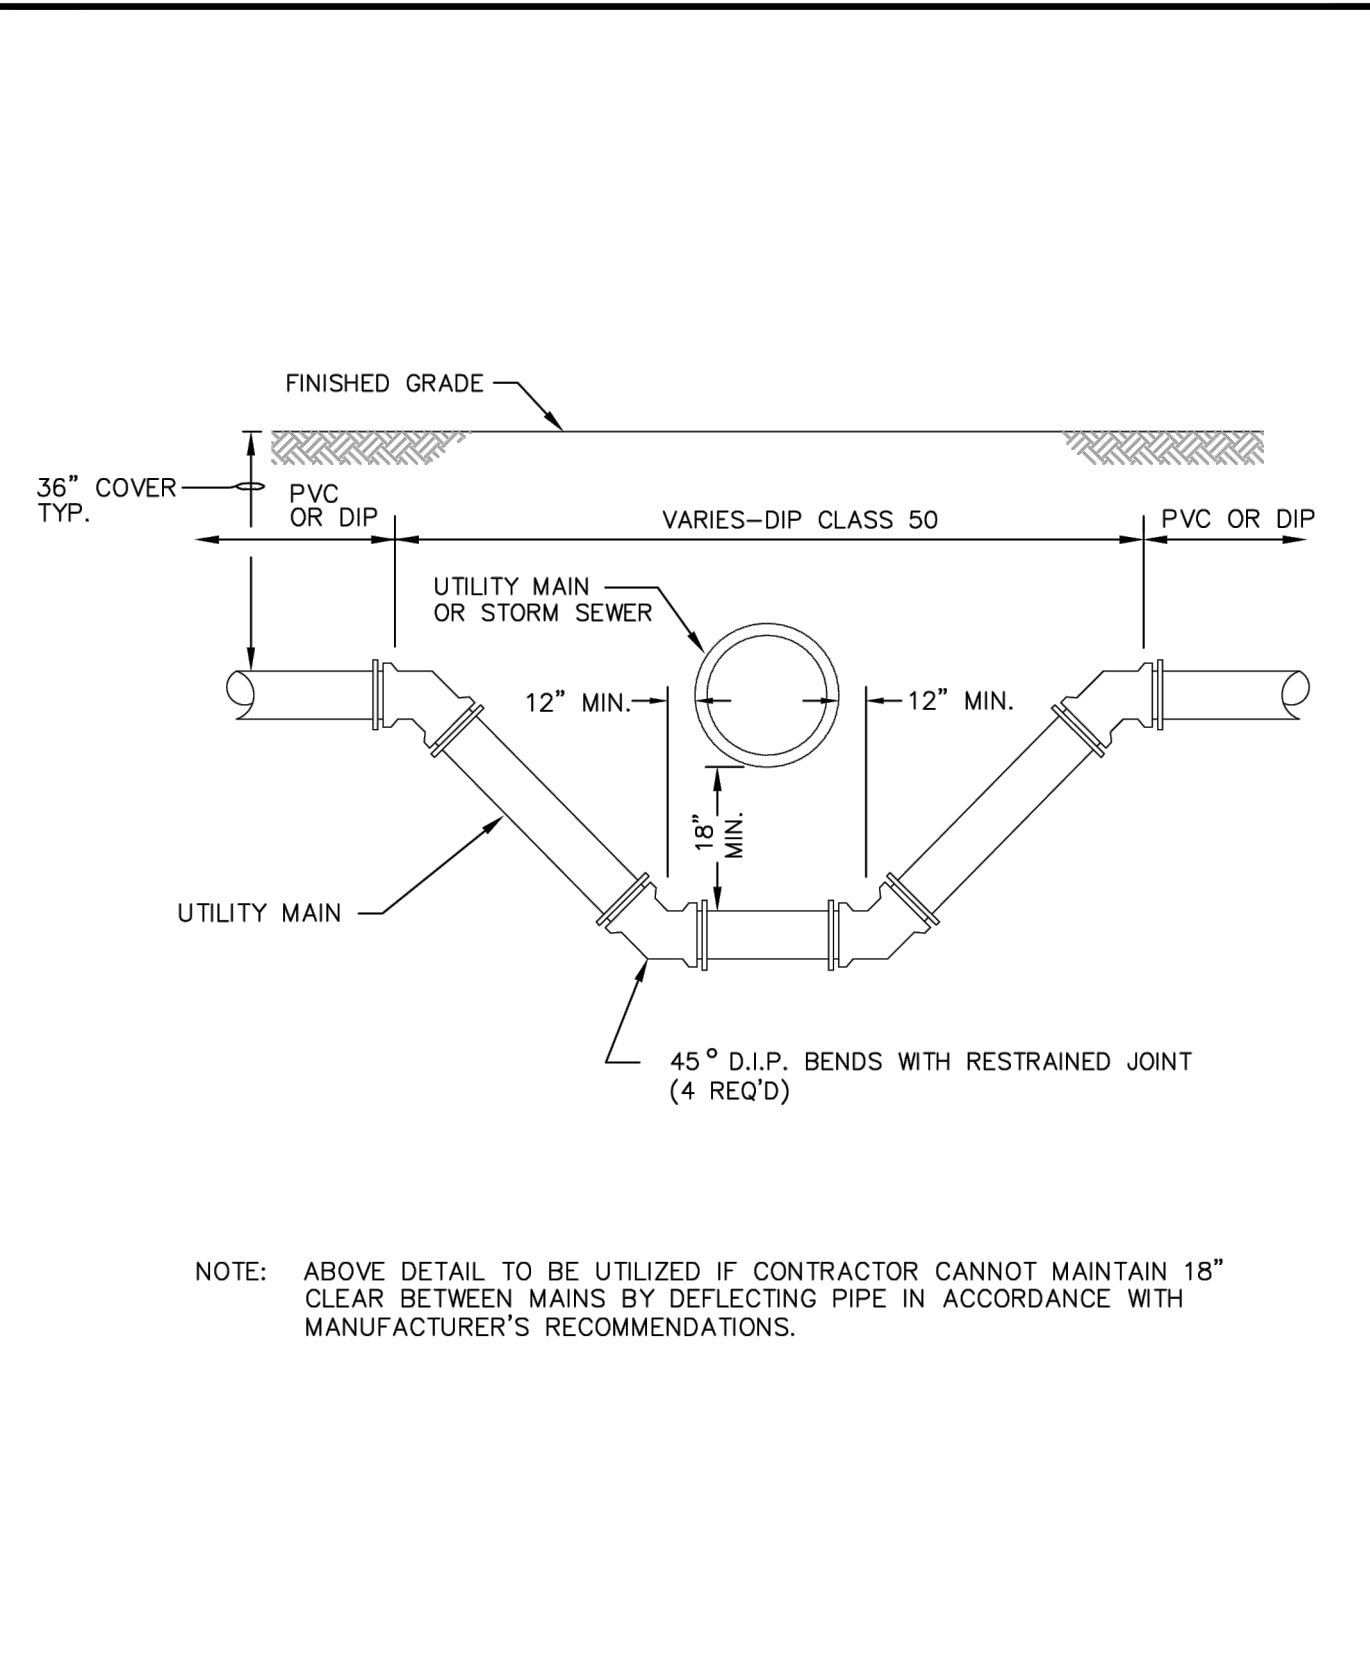 FINISHED GRADE
36" COVER
TYP.
PVC
OR DIP
VARIES-DIP CLASS 50
PVC OR DIP
UTILITY MAIN
OR STORM SEWER
12" MIN.
12" MIN.
18"
MIN.
UTILITY MAIN
45° D.I.P. BENDS WITH RESTRAINED JOINT
(4 REQ'D)
NOTE: ABOVE DETAIL TO BE UTILIZED IF CONTRACTOR CANNOT MAINTAIN 18"
CLEAR BETWEEN MAINS BY DEFLECTING PIPE IN ACCORDANCE WITH
MANUFACTURER'S RECOMMENDATIONS.